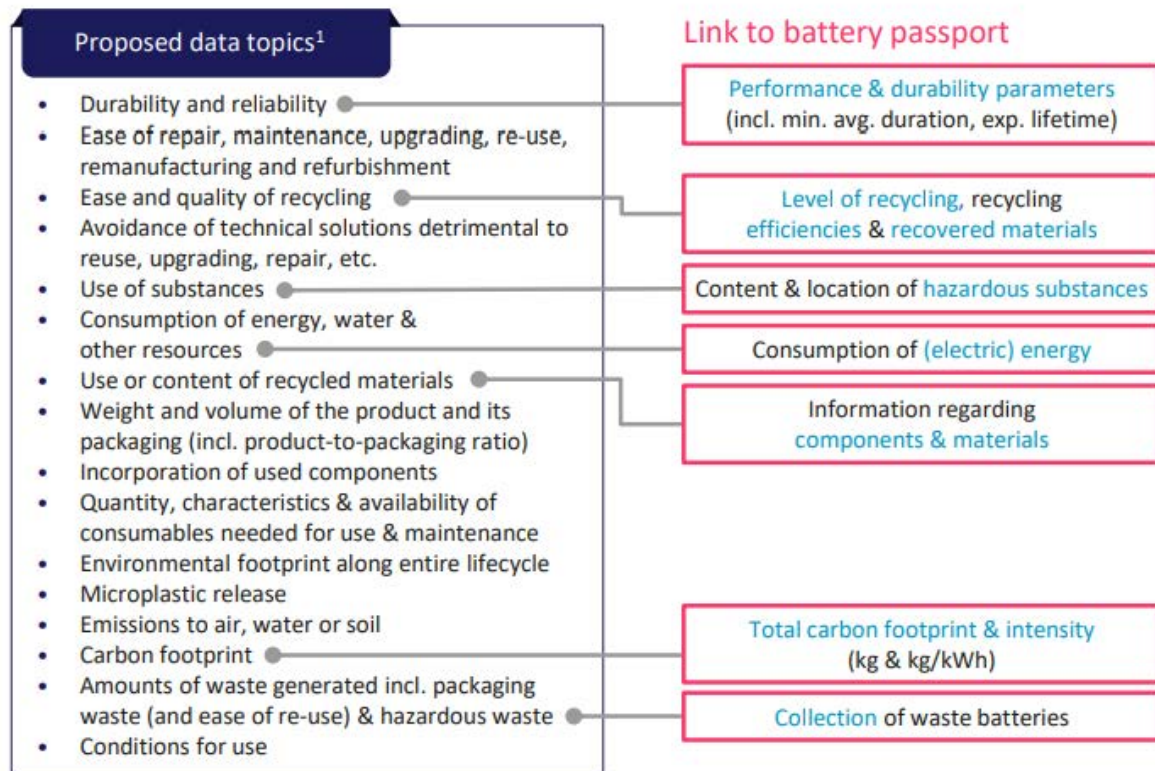 Proposed data topics¹
• Durability and reliability
• Ease of repair, maintenance, upgrading, re-use,
remanufacturing and refurbishment
• Ease and quality of recycling
• Avoidance of technical solutions detrimental to
reuse, upgrading, repair, etc.
• Use of substances
• Consumption of energy, water &
other resources
• Use or content of recycled materials
• Weight and volume of the product and its
packaging (incl. product-to-packaging ratio)
• Incorporation of used components
• Quantity, characteristics & availability of
consumables needed for use & maintenance
• Environmental footprint along entire lifecycle
• Microplastic release
• Emissions to air, water or soil
• Carbon footprint
• Amounts of waste generated incl. packaging
waste (and ease of re-use) & hazardous waste
• Conditions for use
Link to battery passport
Performance & durability parameters
(incl. min. avg. duration, exp. lifetime)
Level of recycling, recycling
efficiencies & recovered materials
Content & location of hazardous substances
Consumption of (electric) energy
Information regarding
components & materials
Total carbon footprint & intensity
(kg & kg/kWh)
Collection of waste batteries